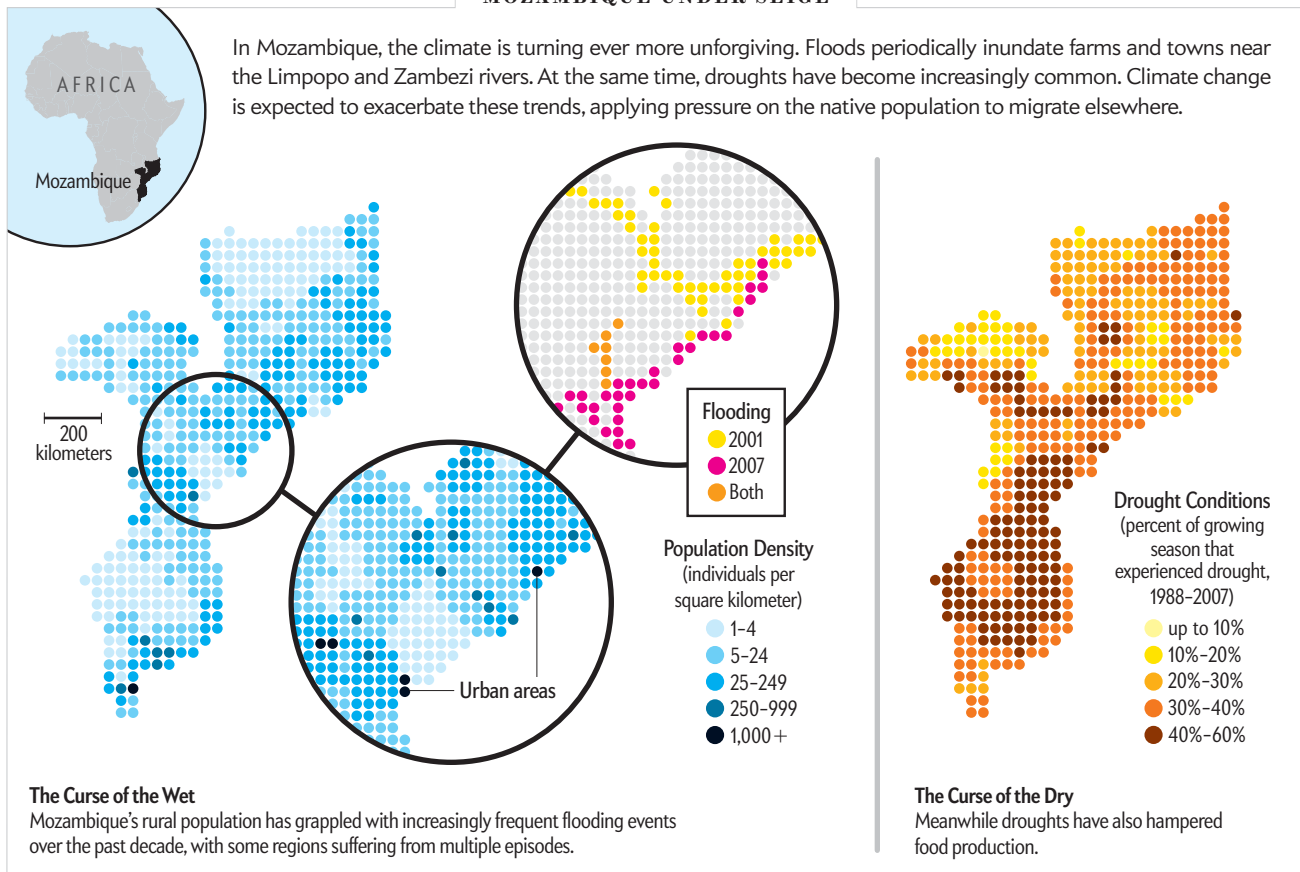 MOZAMBIQUE UNDER SEIGE
In Mozambique, the climate is turning ever more unforgiving. Floods periodically inundate farms and towns near
the Limpopo and Zambezi rivers. At the same time, droughts have become increasingly common. Climate change
is expected to exacerbate these trends, applying pressure on the native population to migrate elsewhere.
AFRICA
Mozambique
200
kilometers
Flooding
2001
2007
Both
Population Density
(individuals per
square kilometer)
1–4
5–24
25–249
250–999
1,000+
Urban areas
The Curse of the Wet
Mozambique's rural population has grappled with increasingly frequent flooding events
over the past decade, with some regions suffering from multiple episodes.
Drought Conditions
(percent of growing
season that
experienced drought,
1988–2007)
up to 10%
10%–20%
20%–30%
30%–40%
40%–60%
The Curse of the Dry
Meanwhile droughts have also hampered
food production.